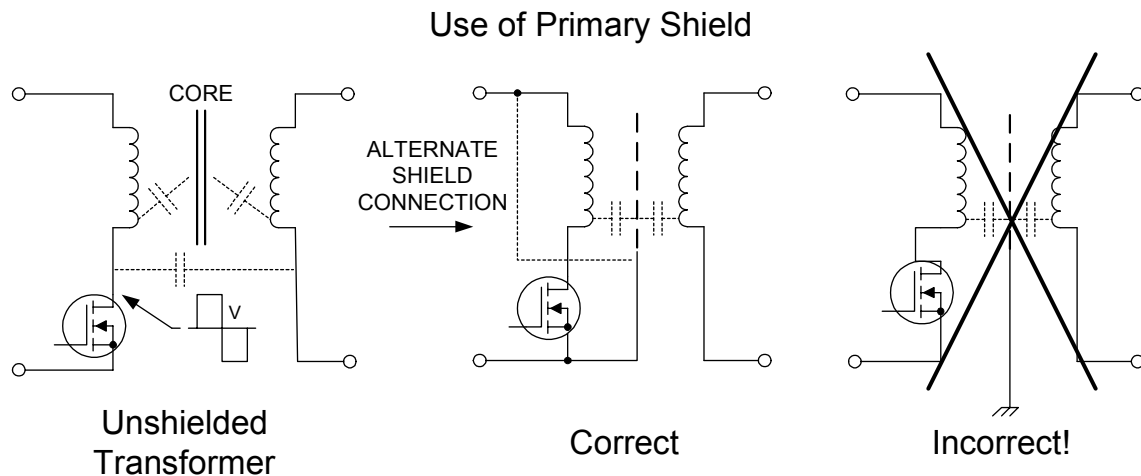 Use of Primary Shield
CORE
V
Unshielded
Transformer
ALTERNATE
SHIELD
CONNECTION
Correct
Incorrect!